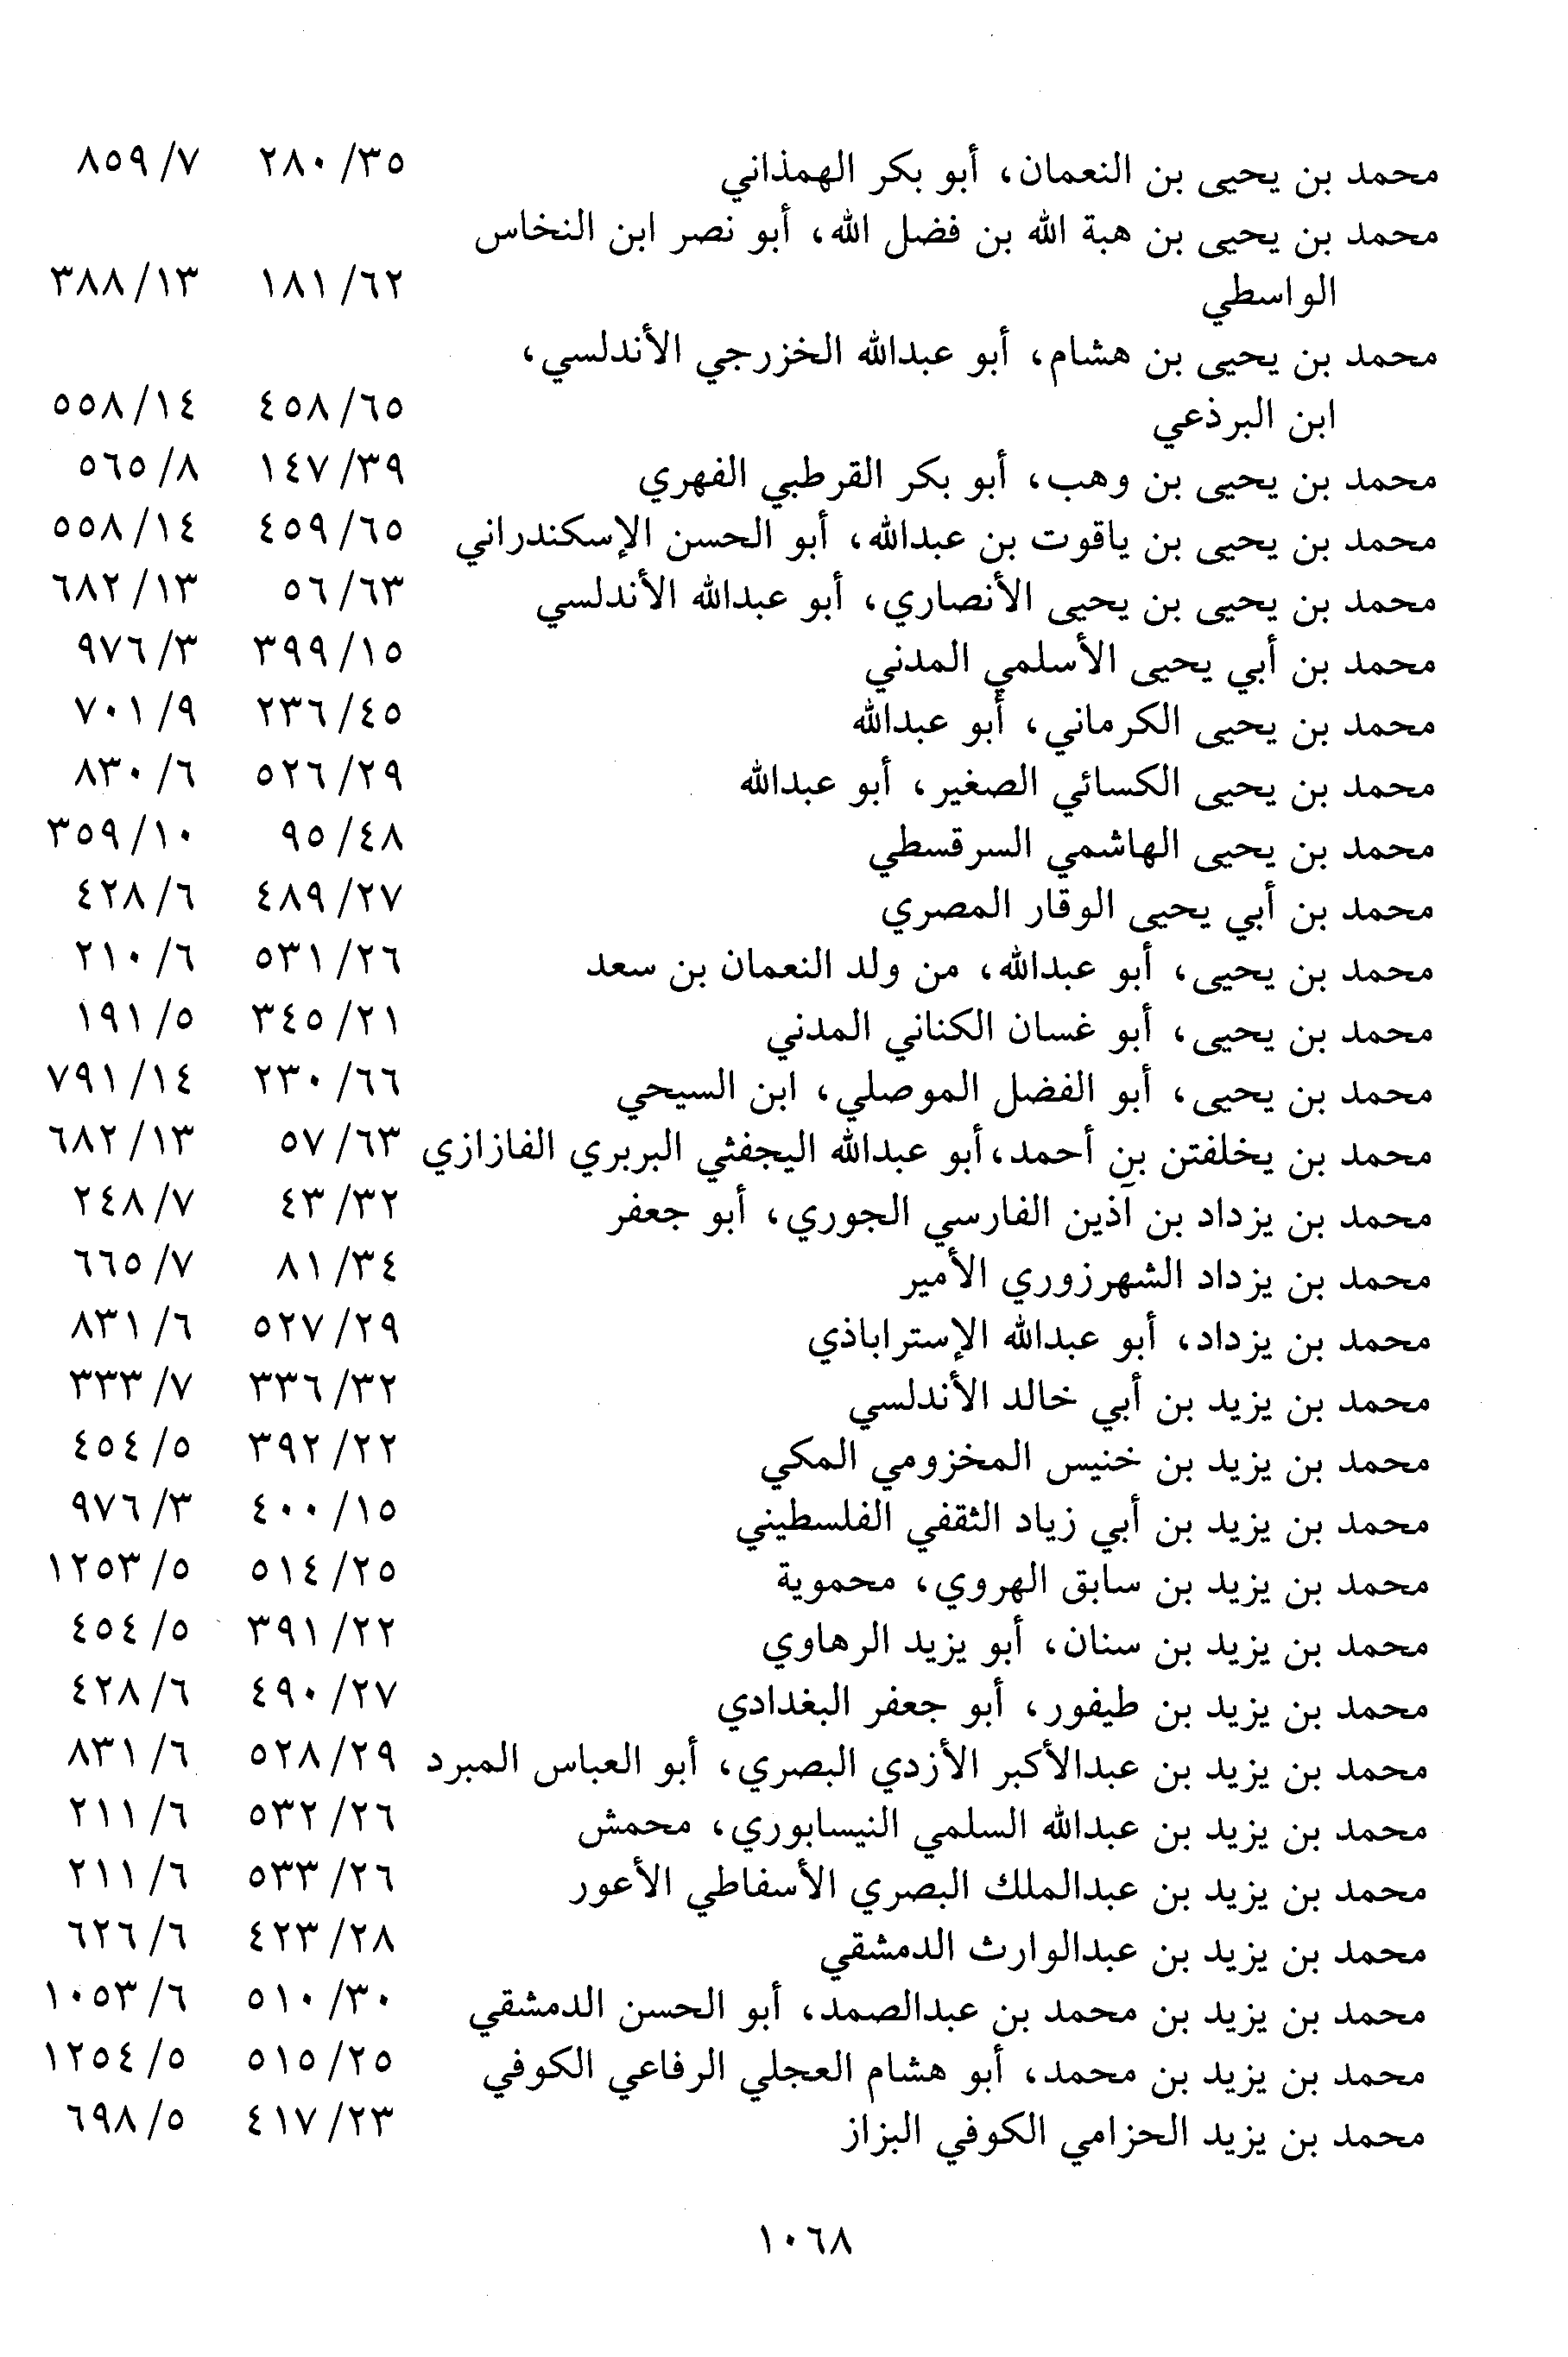 محمد بن يحيى بن النعمان، أبو بكر الهمذاني ٣٥/ ٢٨٠ ٧/ ٨٥٩
محمد بن يحيى بن هبة الله بن فضل الله، أبو نصر ابن النخاس
الواسطي ٦٢/ ١٨١ ١٣/ ٣٨٨
محمد بن يحيى بن هشام، أبو عبدالله الخزرجي الأندلسي،
ابن البرذعي ٦٥/ ٤٥٨ ١٤/ ٥٥٨
محمد بن يحيى بن وهب، أبو بكر القرطبي الفهري ٣٩/ ١٤٧ ٨/ ٥٦٥
محمد بن يحيى بن ياقوت بن عبدالله، أبو الحسن الإسكندراني ٦٥/ ٤٥٩ ١٤/ ٥٥٨
محمد بن يحيى بن يحيى الأنصاري، أبو عبدالله الأندلسي ٦٣/ ٥٦ ١٣/ ٦٨٢
محمد بن أبي يحيى الأسلمي المدني ١٥/ ٣٩٩ ٣/ ٩٧٦
محمد بن يحيى الكرماني، أبو عبدالله ٤٥/ ٢٣٦ ٩/ ٧٠١
محمد بن يحيى الكسائي الصغير، أبو عبدالله ٢٩/ ٥٢٦ ٦/ ٨٣٠
محمد بن يحيى الهاشمي السرقسطي ٤٨/ ٩٥ ١٠/ ٣٥٩
محمد بن أبي يحيى الوقار المصري ٢٧/ ٤٨٩ ٦/ ٤٢٨
محمد بن يحيى، أبو عبدالله، من ولد النعمان بن سعد ٢٦/ ٥٣١ ٦/ ٢١٠
محمد بن يحيى، أبو غسان الكناني المدني ٢١/ ٣٤٥ ٥/ ١٩١
محمد بن يحيى، أبو الفضل الموصلي، ابن السيحي ٦٦/ ٢٣٠ ١٤/ ٧٩١
محمد بن يخلفتن بن أحمد، أبو عبدالله اليجفثي البربري الفازازي ٦٣/ ٥٧ ١٣/ ٦٨٢
محمد بن يزداد بن آذين الفارسي الجوري، أبو جعفر ٣٢/ ٤٣ ٧/ ٢٤٨
محمد بن يزداد الشهرزوري الأمير ٣٤/ ٨١ ٧/ ٦٦٥
محمد بن يزداد، أبو عبدالله الإستراباذي ٢٩/ ٥٢٧ ٦/ ٨٣١
محمد بن يزيد بن أبي خالد الأندلسي ٣٢/ ٣٣٦ ٧/ ٣٣٣
محمد بن يزيد بن خنيس المخزومي المكي ٢٢/ ٣٩٢ ٥/ ٤٥٤
محمد بن يزيد بن أبي زياد الثقفي الفلسطيني ١٥/ ٤٠٠ ٣/ ٩٧٦
محمد بن يزيد بن سابق الهروي، محموية ٢٥/ ٥١٤ ٥/ ١٢٥٣
محمد بن يزيد بن سنان، أبو يزيد الرهاوي ٢٢/ ٣٩١ ٥/ ٤٥٤
محمد بن يزيد بن طيفور، أبو جعفر البغدادي ٢٧/ ٤٩٠ ٦/ ٤٢٨
محمد بن يزيد بن عبدالأكبر الأزدي البصري، أبو العباس المبرد ٢٩/ ٥٢٨ ٦/ ٨٣١
محمد بن يزيد بن عبدالله السلمي النيسابوري، محمش ٢٦/ ٥٣٢ ٦/ ٢١١
محمد بن يزيد بن عبدالملك البصري الأسفاطي الأعور ٢٦/ ٥٣٣ ٦/ ٢١١
محمد بن يزيد بن عبدالوارث الدمشقي ٢٨/ ٤٢٣ ٦/ ٦٢٦
محمد بن يزيد بن محمد بن عبدالصمد، أبو الحسن الدمشقي ٣٠/ ٥١٠ ٦/ ١٠٥٣
محمد بن يزيد بن محمد، أبو هشام العجلي الرفاعي الكوفي ٢٥/ ٥١٥ ٥/ ١٢٥٤
محمد بن يزيد الحزامي الكوفي البزاز ٢٣/ ٤١٧ ٥/ ٦٩٨
١٠٦٨